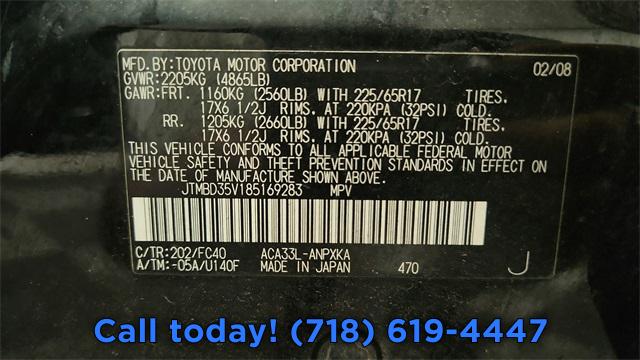 MFD.BY:TOYOTA MOTOR CORPORATION 02/08
GVWR:2205KG (4865LB)
GAWR:FRT. 1160KG (2560LB) WITH 225/65R17 TIRES.
17X6 1/2J RIMS. AT 220KPA (32PSI) COLD.
RR. 1205KG (2660LB) WITH 225/65R17 TIRES.
17X6 1/2J RIMS. AT 220KPA (32PSI) COLD.
THIS VEHICLE CONFORMS TO ALL APPLICABLE FEDERAL MOTOR
VEHICLE SAFETY AND THEFT PREVENTION STANDARDS IN EFFECT ON
THE DATE OF MANUFACTURE SHOWN ABOVE.
JTMBD35V185169283 MPV
C/TR:202/FC40 ACA33L-ANPXKA
A/TM:-05A/U140F MADE IN JAPAN 470 J
Call today! (718) 619-4447